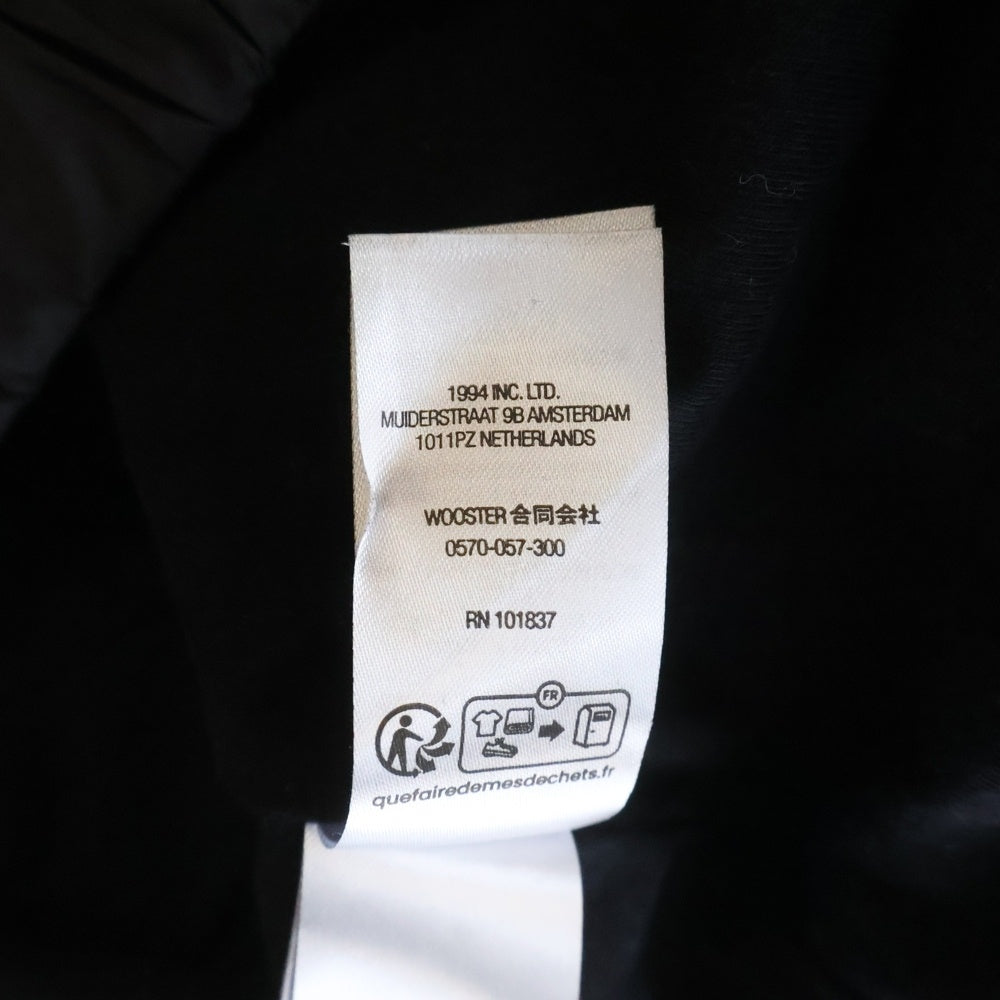 1994 INC. LTD.
MUIDERSTRAAT 9B AMSTERDAM
1011PZ NETHERLANDS
WOOSTER 合同会社
0570-057-300
RN 101837
FR
quefairedemesdechets.fr